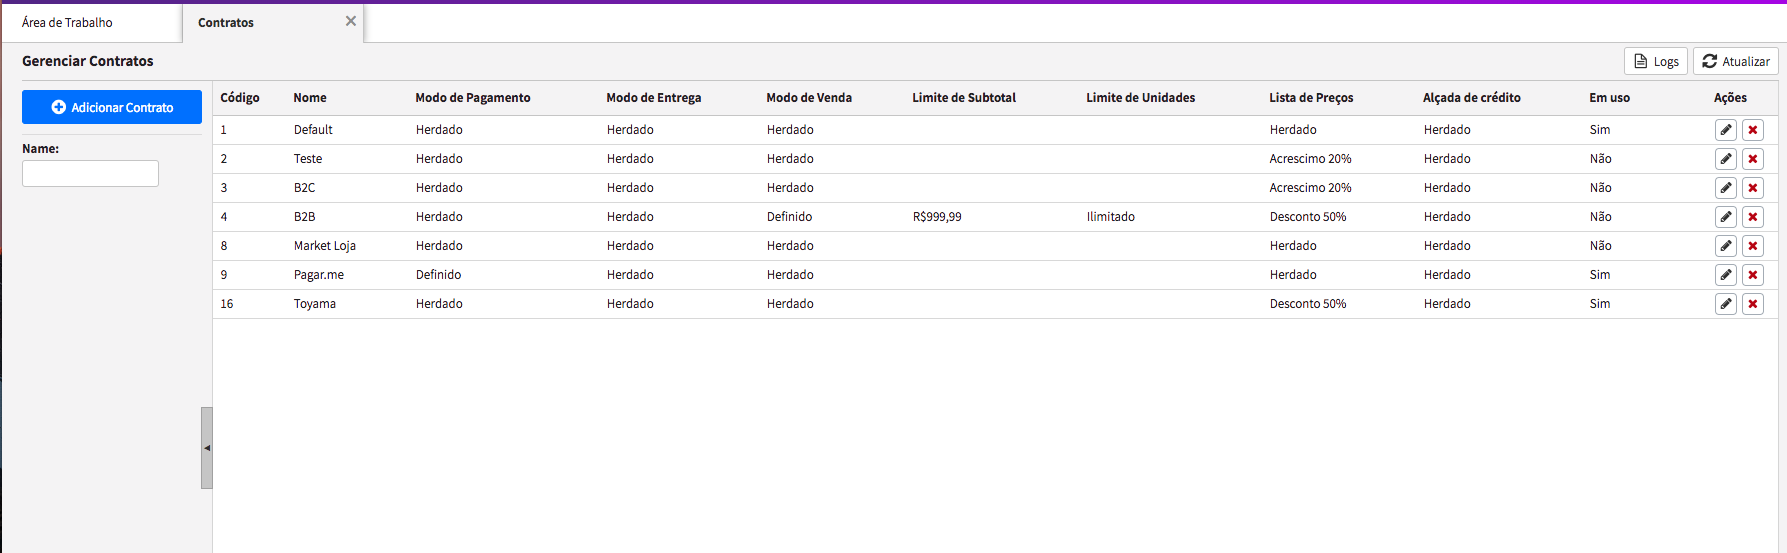 Área de Trabalho Contratos
Gerenciar Contratos Logs Atualizar
Adicionar Contrato
Name:
Código Nome Modo de Pagamento Modo de Entrega Modo de Venda Limite de Subtotal Limite de Unidades Lista de Preços Alçada de crédito Em uso Ações
1 Default Herdado Herdado Herdado Herdado Herdado Sim
2 Teste Herdado Herdado Herdado Acrescimo 20% Herdado Não
3 B2C Herdado Herdado Herdado Acrescimo 20% Herdado Não
4 B2B Herdado Herdado Definido R$999,99 Ilimitado Desconto 50% Herdado Não
8 Market Loja Herdado Herdado Herdado Herdado Herdado Não
9 Pagar.me Definido Herdado Herdado Herdado Herdado Sim
16 Toyama Herdado Herdado Herdado Desconto 50% Herdado Sim